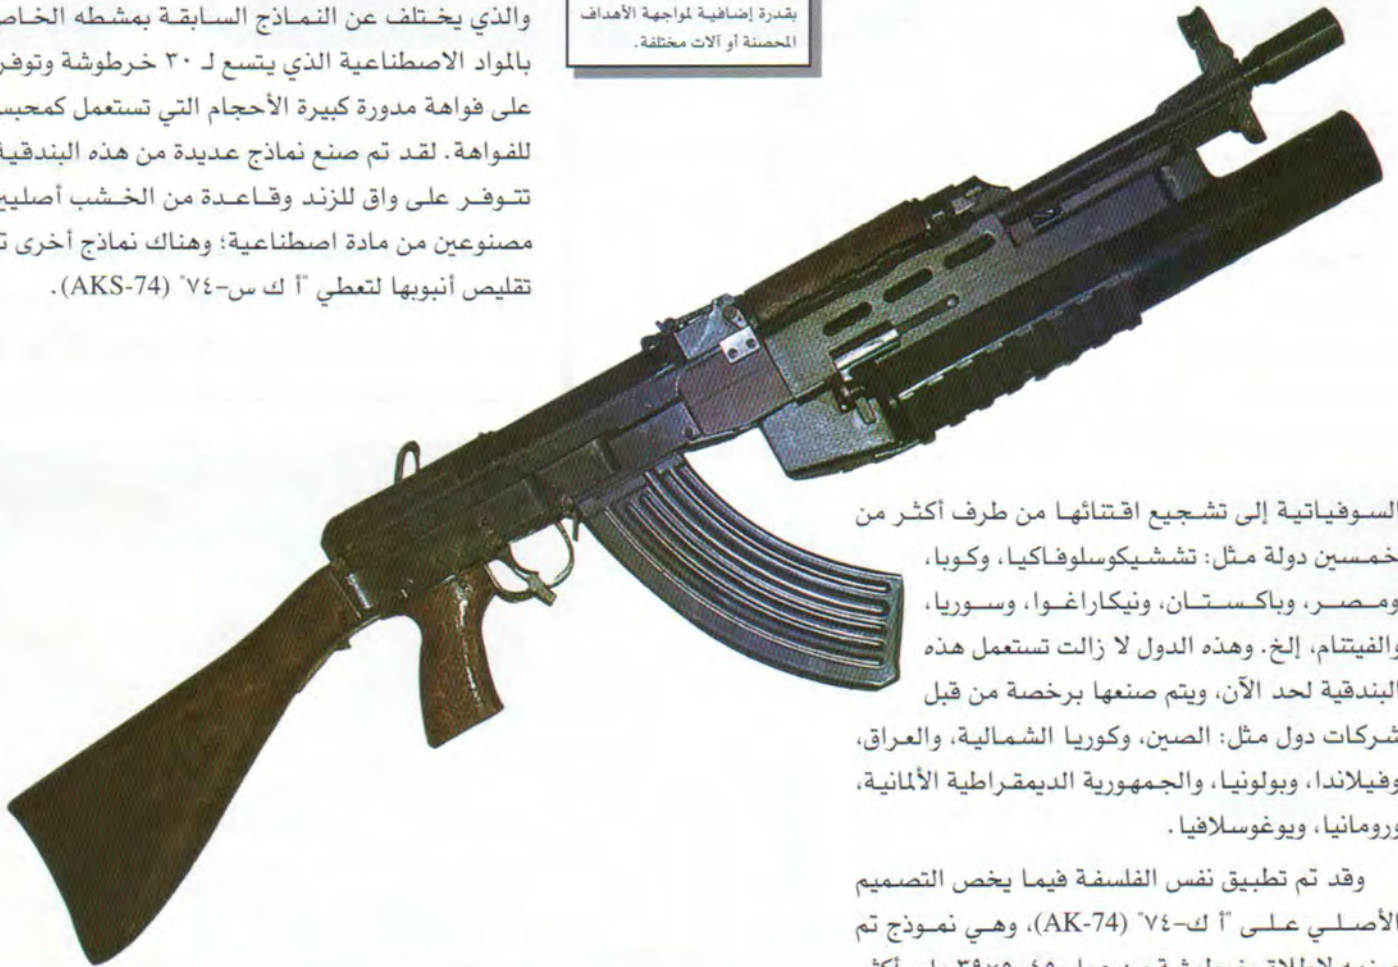 والذي يختلف عن النماذج السابقة بمشطه الخاص
بالمواد الاصطناعية الذي يتسع لـ ٣٠ خرطوشة وتوفر
على فواهة مدورة كبيرة الأحجام التي تستعمل كمحبس
للفواهة. لقد تم صنع نماذج عديدة من هذه البندقية
تتوفر على واق للزند وقاعدة من الخشب
مصنوعين من مادة اصطناعية؛ وهناك نماذج أخرى
تقليص أنبوبها لتعطي "أ ك س-٧٤" (AKS-74).
بقدرة إضافية لمواجهة الأهداف
المحصنة أو آلات مختلفة.
السوفياتية إلى تشجيع اقتنائها من طرف أكثر من
خمسين دولة مثل: تششيكوسلوفاكيا، وكوبا،
ومصر، وباكستان، ونيكاراغوا، وسوريا،
والفيتنام، إلخ. وهذه الدول لا زالت تستعمل هذه
البندقية لحد الآن، ويتم صنعها برخصة من قبل
شركات دول مثل: الصين، وكوريا الشمالية، والعراق،
وفيلاندا، وبولونيا، والجمهورية الديمقراطية الألمانية،
ورومانيا، ويوغوسلافيا.
وقد تم تطبيق نفس الفلسفة فيما يخص التصميم
الأصلي على "أ ك-٧٤" (AK-74)، وهي نموذج تم